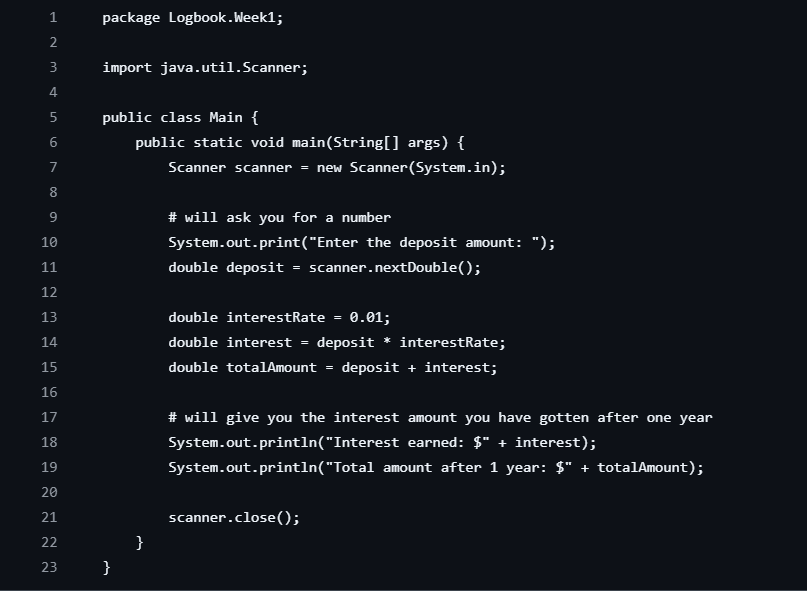 1 package Logbook.Week1;
2
3 import java.util.Scanner;
4
5 public class Main {
6     public static void main(String[] args) {
7         Scanner scanner = new Scanner(System.in);
8
9         # will ask you for a number
10         System.out.print("Enter the deposit amount: ");
11         double deposit = scanner.nextDouble();
12
13         double interestRate = 0.01;
14         double interest = deposit * interestRate;
15         double totalAmount = deposit + interest;
16
17         # will give you the interest amount you have gotten after one year
18         System.out.println("Interest earned: $" + interest);
19         System.out.println("Total amount after 1 year: $" + totalAmount);
20
21         scanner.close();
22     }
23 }